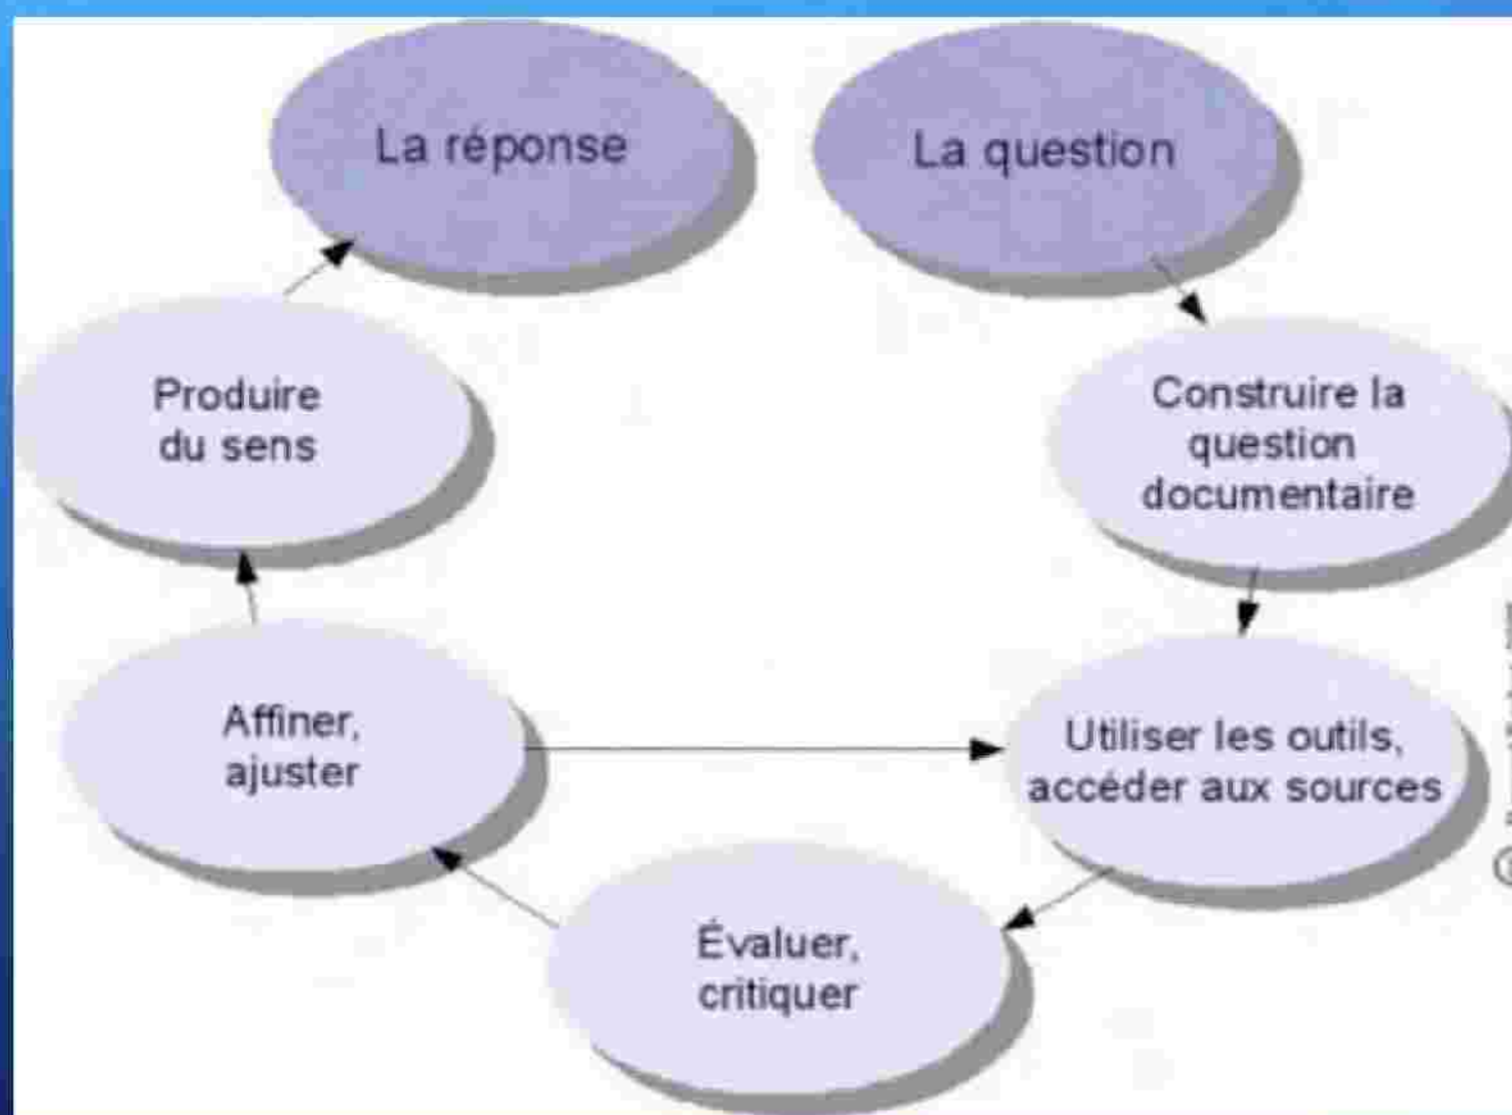 La réponse
La question
Construire la
question
documentaire
Utiliser les outils,
accéder aux sources
Évaluer,
critiquer
Affiner,
ajuster
Produire
du sens